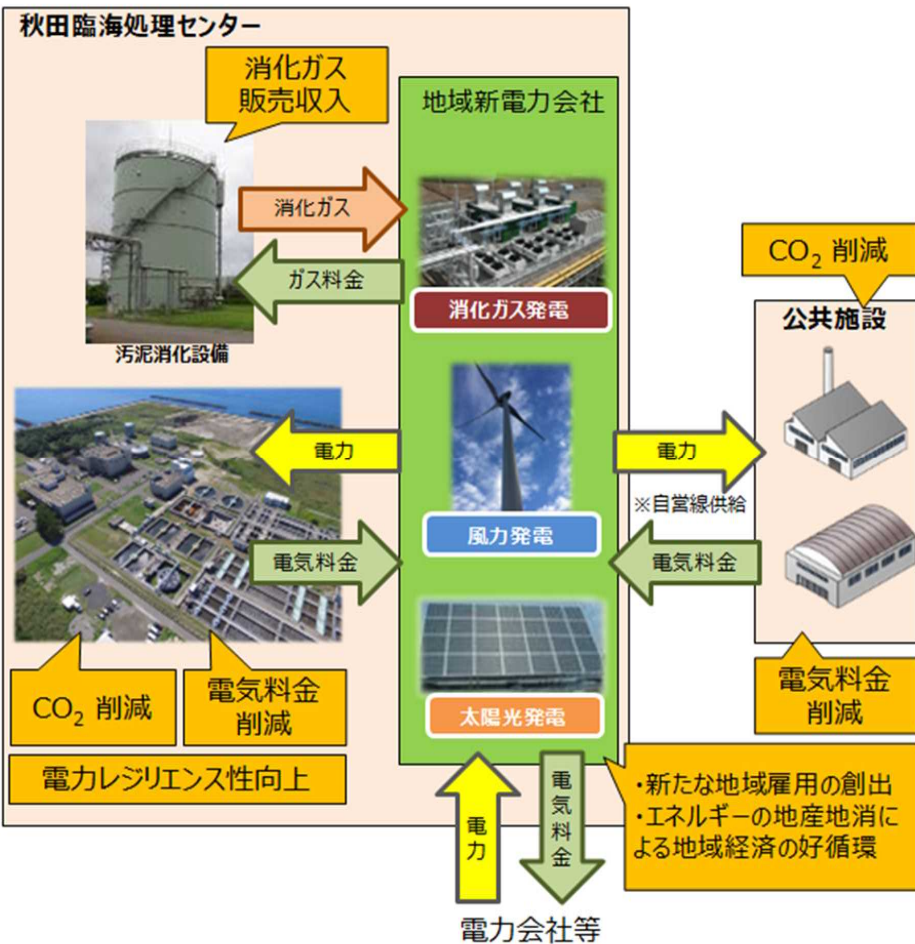 秋田臨海処理センター
消化ガス
販売収入
地域新電力会社
消化ガス
ガス料金
消化ガス発電
汚泥消化設備
CO₂ 削減
公共施設
電力
電力
※自営線供給
風力発電
電気料金
電気料金
太陽光発電
CO₂ 削減
電気料金
削減
電気料金
削減
電力レジリエンス性向上
電力
電気料金
・新たな地域雇用の創出
・エネルギーの地産地消に
よる地域経済の好循環
電力会社等